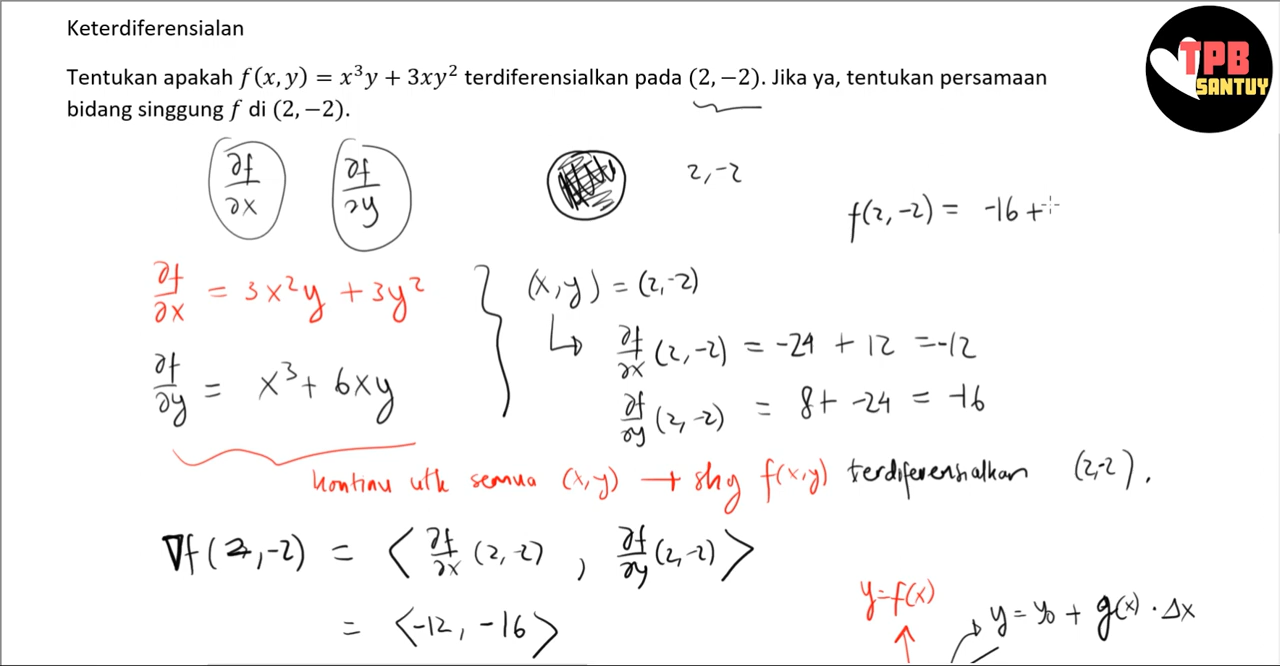 Keterdiferensialan
TPB
SANTUY
Tentukan apakah f(x, y) = x³y + 3xy² terdiferensialkan pada (2, −2). Jika ya, tentukan persamaan
bidang singgung f di (2, −2).
∂f/∂x ∂f/∂y 2, -2
f(2, -2) = -16 +
∂f/∂x = 3x²y + 3y²
(x, y) = (2, -2)
∂f/∂x (2, -2) = -24 + 12 = -12
∂f/∂y = x³ + 6xy
∂f/∂y (2, -2) = 8 + -24 = -16
kontinu utk semua (x, y) → shg f(x, y) terdiferensialkan (2, -2).
∇f(2, -2) = < ∂f/∂x (2, -2) , ∂f/∂y (2, -2) >
y = f(x)
y = y₀ + g(x) · Δx
= < -12, -16 >